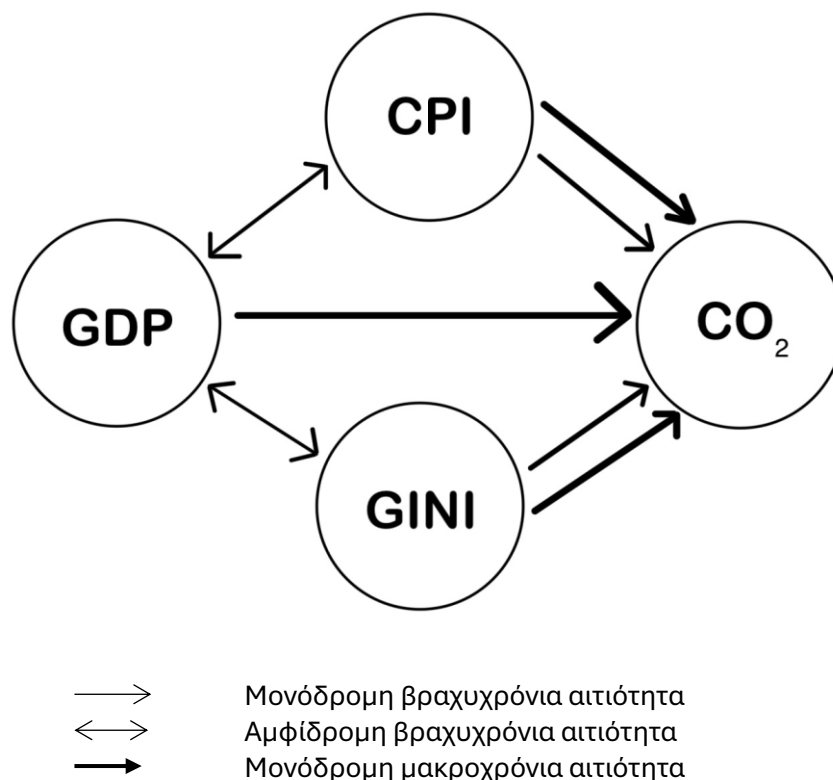 CPI
GDP
CO₂
GINI
Μονόδρομη βραχυχρόνια αιτιότητα
Αμφίδρομη βραχυχρόνια αιτιότητα
Μονόδρομη μακροχρόνια αιτιότητα